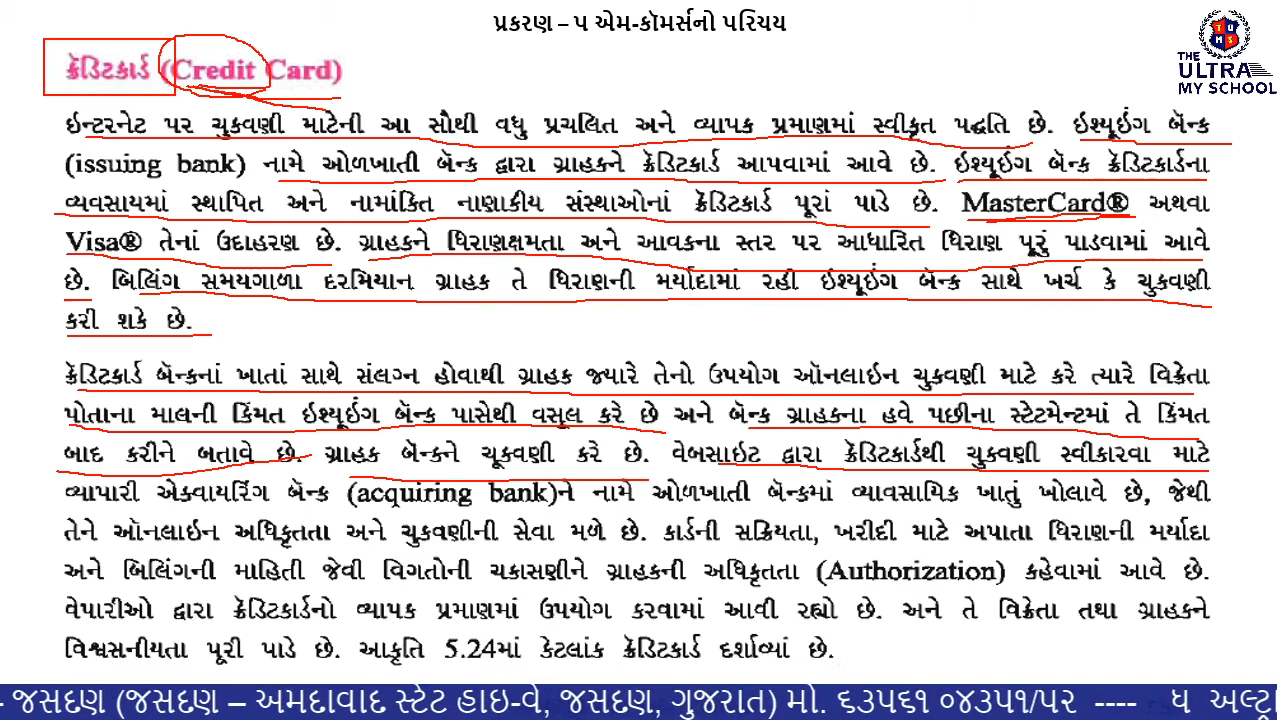 પ્રકરણ – ૫ એમ-કૉમર્સનો પરિચય
THE
ULTRA
MY SCHOOL
ક્રૅડિટકાર્ડ (Credit Card)
ઇન્ટરનેટ પર ચુકવણી માટેની આ સૌથી વધુ પ્રચલિત અને વ્યાપક પ્રમાણમાં સ્વીકૃત પદ્ધતિ છે. ઇશ્યૂઇંગ બૅન્ક
(issuing bank) નામે ઓળખાતી બૅન્ક દ્વારા ગ્રાહકને ક્રૅડિટકાર્ડ આપવામાં આવે છે. ઇશ્યૂઇંગ બૅન્ક ક્રૅડિટકાર્ડના
વ્યવસાયમાં સ્થાપિત અને નામાંકિત નાણાકીય સંસ્થાઓનાં ક્રૅડિટકાર્ડ પૂરાં પાડે છે. MasterCard® અથવા
Visa® તેનાં ઉદાહરણ છે. ગ્રાહકને ધિરાણક્ષમતા અને આવકના સ્તર પર આધારિત ધિરાણ પૂરું પાડવામાં આવે
છે. બિલિંગ સમયગાળા દરમિયાન ગ્રાહક તે ધિરાણની મર્યાદામાં રહી ઇશ્યૂઇંગ બૅન્ક સાથે ખર્ચ કે ચુકવણી
કરી શકે છે.
ક્રૅડિટકાર્ડ બૅન્કનાં ખાતાં સાથે સંલગ્ન હોવાથી ગ્રાહક જ્યારે તેનો ઉપયોગ ઑનલાઇન ચુકવણી માટે કરે ત્યારે વિક્રેતા
પોતાના માલની કિંમત ઇશ્યૂઇંગ બૅન્ક પાસેથી વસૂલ કરે છે અને બૅન્ક ગ્રાહકના હવે પછીના સ્ટેટમેન્ટમાં તે કિંમત
બાદ કરીને બતાવે છે. ગ્રાહક બૅન્કને ચૂકવણી કરે છે. વેબસાઇટ દ્વારા ક્રૅડિટકાર્ડથી ચુકવણી સ્વીકારવા માટે
વ્યાપારી એક્વાયરિંગ બૅન્ક (acquiring bank)ને નામે ઓળખાતી બૅન્કમાં વ્યાવસાયિક ખાતું ખોલાવે છે, જેથી
તેને ઑનલાઇન અધિકૃતતા અને ચુકવણીની સેવા મળે છે. કાર્ડની સક્રિયતા, ખરીદી માટે અપાતા ધિરાણની મર્યાદા
અને બિલિંગની માહિતી જેવી વિગતોની ચકાસણીને ગ્રાહકની અધિકૃતતા (Authorization) કહેવામાં આવે છે.
વેપારીઓ દ્વારા ક્રૅડિટકાર્ડનો વ્યાપક પ્રમાણમાં ઉપયોગ કરવામાં આવી રહ્યો છે. અને તે વિક્રેતા તથા ગ્રાહકને
વિશ્વસનીયતા પૂરી પાડે છે. આકૃતિ 5.24માં કેટલાંક ક્રૅડિટકાર્ડ દર્શાવ્યાં છે.
- જસદણ (જસદણ – અમદાવાદ સ્ટેટ હાઇ-વે, જસદણ, ગુજરાત) મો. ૬૩૫૬૧ ૦૪૩૫૧/૫૨ ---- ધ અલ્ટ્રા